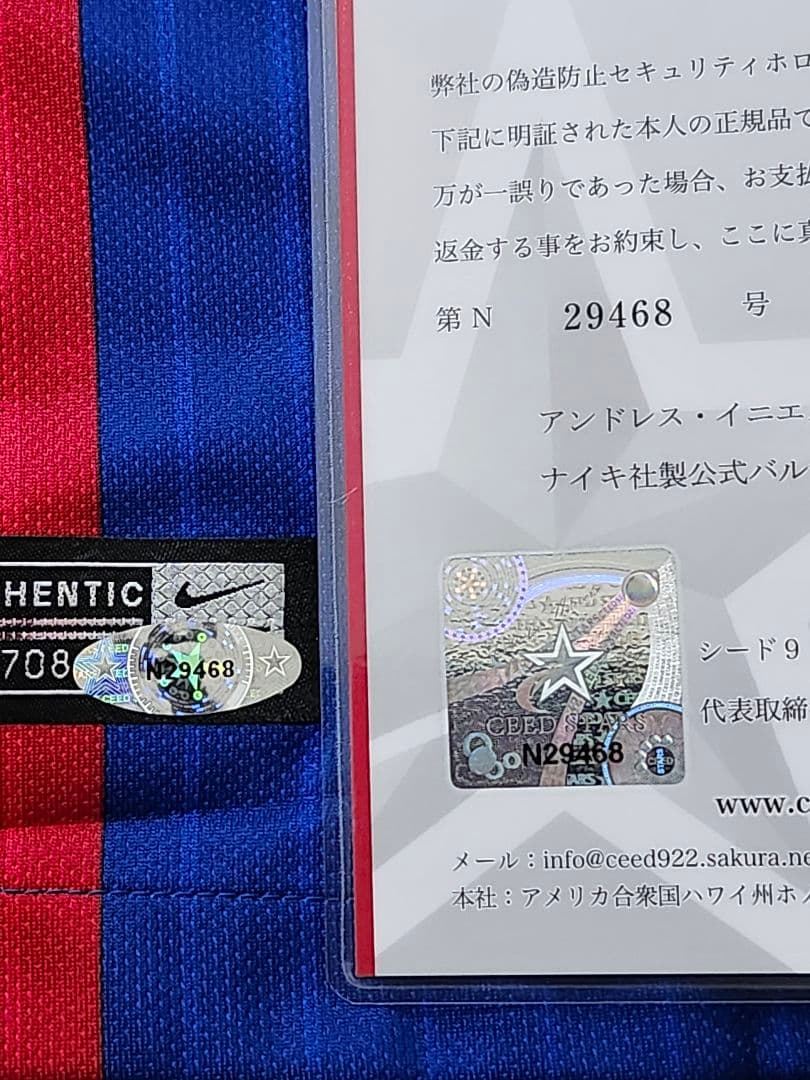 弊社の偽造防止セキュリティホロ
下記に明証された本人の正規品で
万が一誤りであった場合、お支払
返金する事をお約束し、ここに真
第 N 29468 号
アンドレス・イニエ
ナイキ社製公式バル
HENTIC
708
N29468
CEED STARS
N29468
シード９
代表取締
www.c
メール：info@ceed922.sakura.ne
本社：アメリカ合衆国ハワイ州ホノ